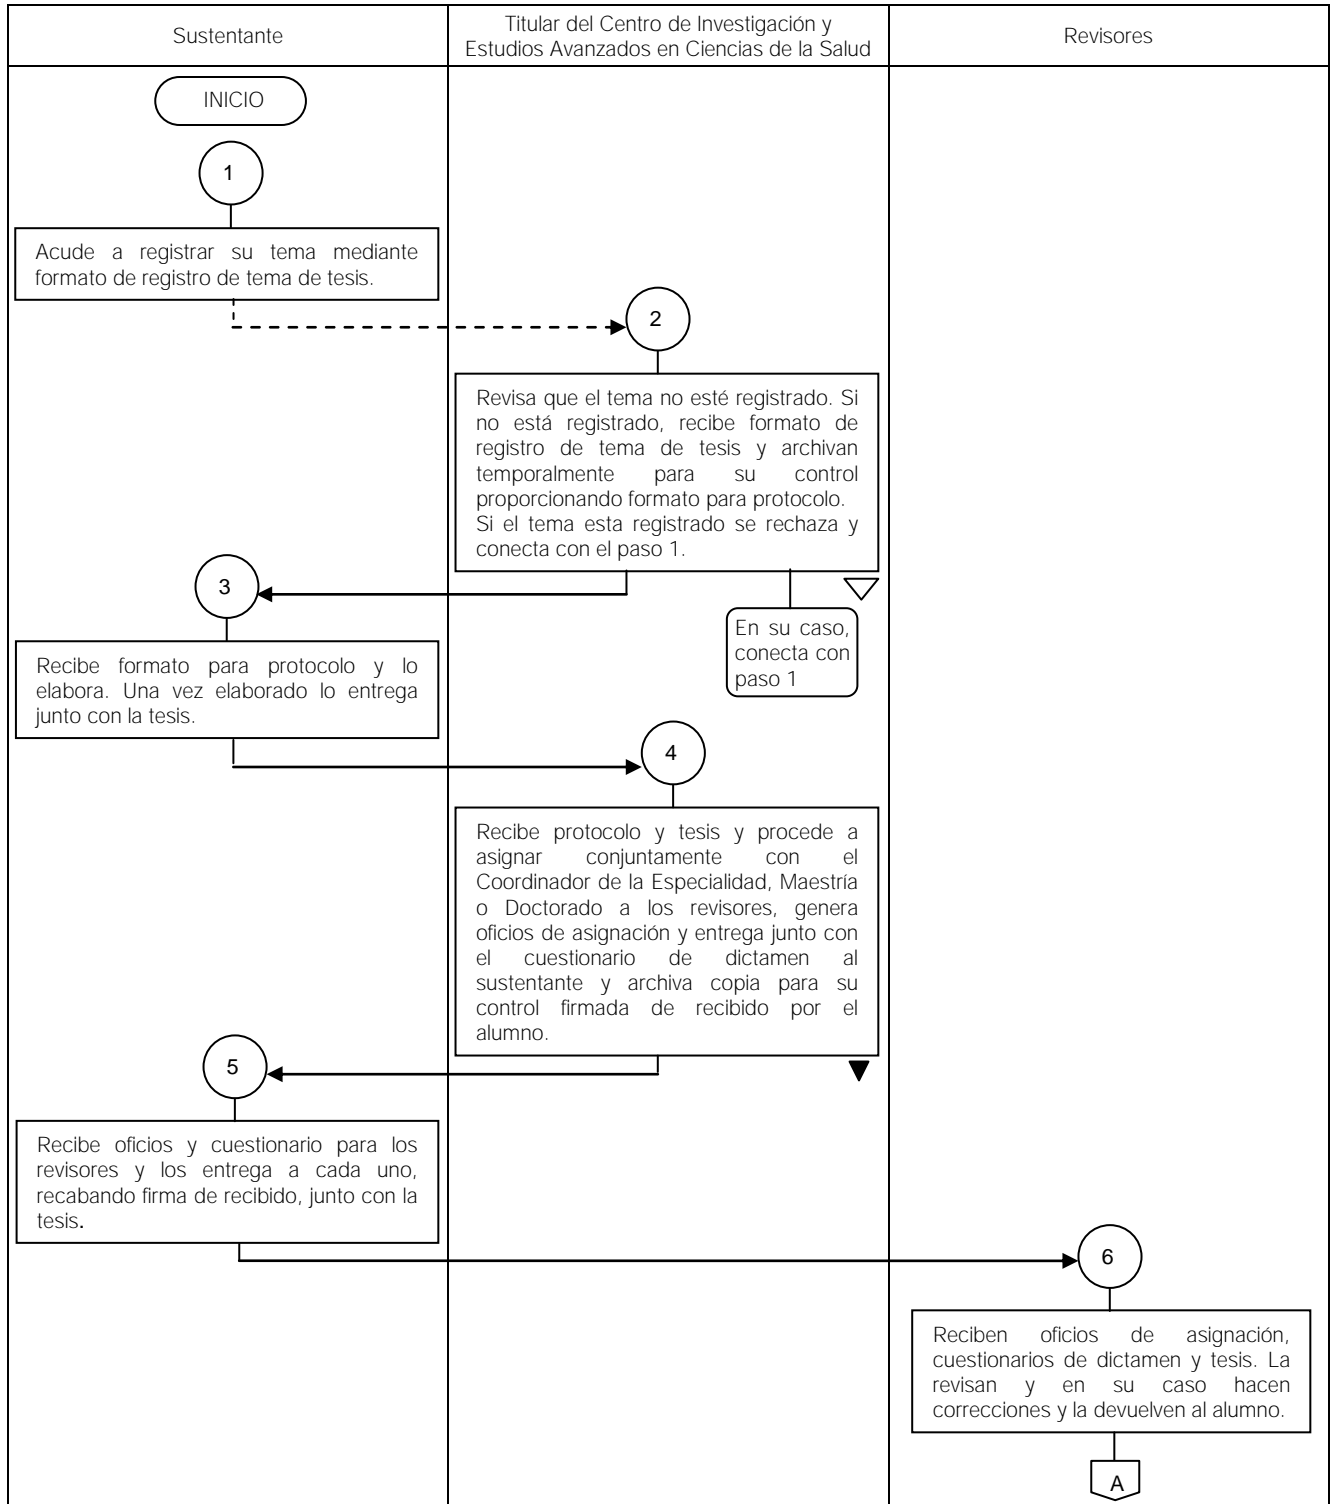 Sustentante
Titular del Centro de Investigación y
Estudios Avanzados en Ciencias de la Salud
Revisores
INICIO
1
Acude a registrar su tema mediante
formato de registro de tema de tesis.
2
Revisa que el tema no esté registrado. Si
no está registrado, recibe formato de
registro de tema de tesis y archivan
temporalmente para su control
proporcionando formato para protocolo.
Si el tema esta registrado se rechaza y
conecta con el paso 1.
En su caso,
conecta con
paso 1
3
Recibe formato para protocolo y lo
elabora. Una vez elaborado lo entrega
junto con la tesis.
4
Recibe protocolo y tesis y procede a
asignar conjuntamente con el
Coordinador de la Especialidad, Maestría
o Doctorado a los revisores, genera
oficios de asignación y entrega junto con
el cuestionario de dictamen al
sustentante y archiva copia para su
control firmada de recibido por el
alumno.
5
Recibe oficios y cuestionario para los
revisores y los entrega a cada uno,
recabando firma de recibido, junto con la
tesis.
6
Reciben oficios de asignación,
cuestionarios de dictamen y tesis. La
revisan y en su caso hacen
correcciones y la devuelven al alumno.
A